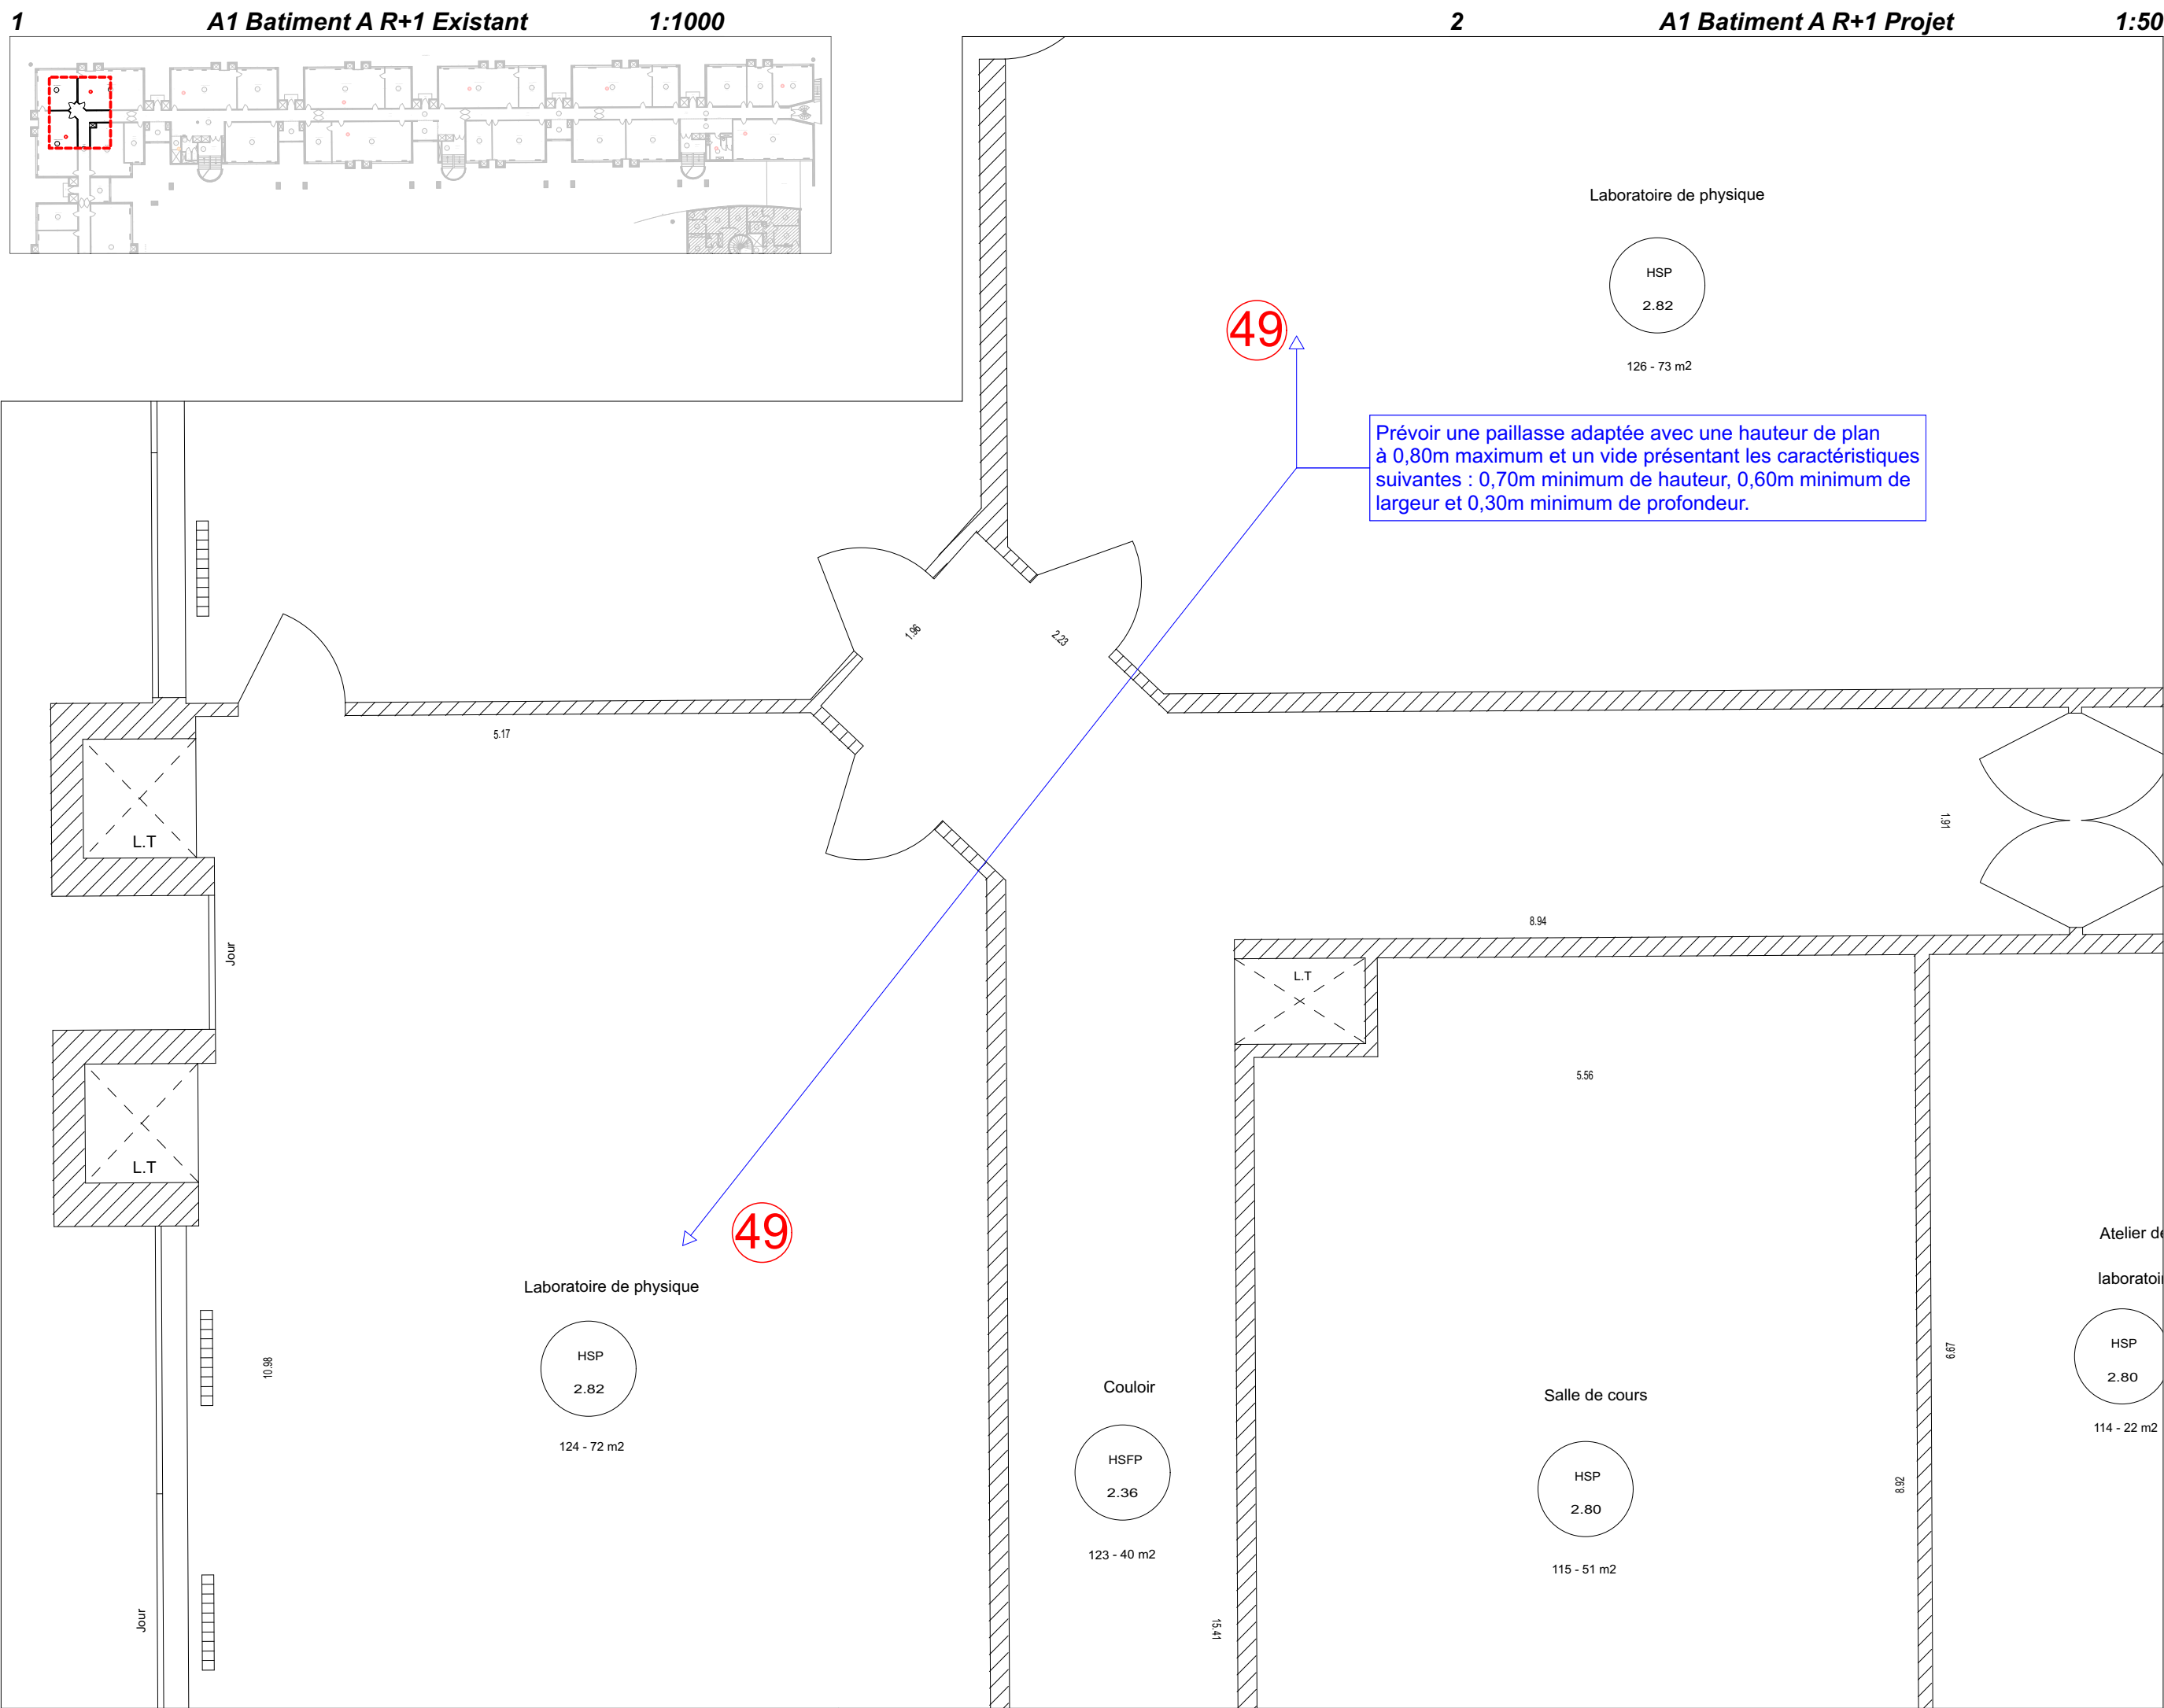 1 A1 Batiment A R+1 Existant 1:1000
2 A1 Batiment A R+1 Projet 1:50
Laboratoire de physique
HSP
2.82
126 - 73 m2
49
Prévoir une paillasse adaptée avec une hauteur de plan
à 0,80m maximum et un vide présentant les caractéristiques
suivantes : 0,70m minimum de hauteur, 0,60m minimum de
largeur et 0,30m minimum de profondeur.
1.96
2.23
5.17
L.T
1.91
Jour
8.94
L.T
5.56
L.T
49
Laboratoire de physique
HSP
2.82
124 - 72 m2
10.98
Couloir
HSFP
2.36
123 - 40 m2
Salle de cours
HSP
2.80
115 - 51 m2
8.92
6.67
Atelier de
laboratoir
HSP
2.80
114 - 22 m2
Jour
15.41